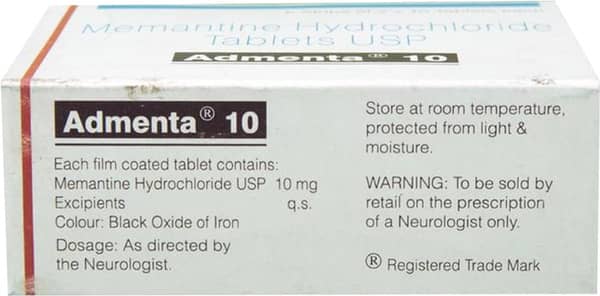 Memantine Hydrochloride
Tablets USP
Admenta® 10
Admenta® 10
Each film coated tablet contains:
Memantine Hydrochloride USP 10 mg
Excipients q.s.
Colour: Black Oxide of Iron
Dosage: As directed by
the Neurologist.
Store at room temperature,
protected from light &
moisture.
WARNING: To be sold by
retail on the prescription
of a Neurologist only.
® Registered Trade Mark